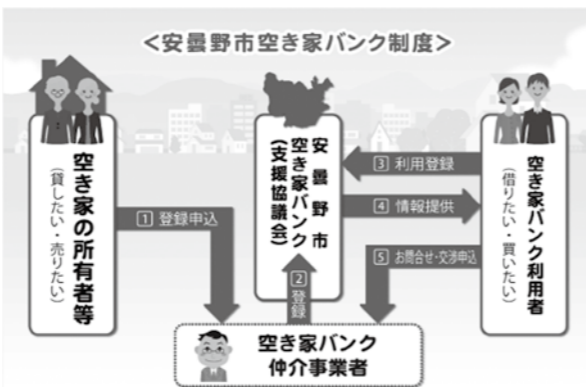 <安曇野市空き家バンク制度>
空き家の所有者等
(貸したい・売りたい)
1 登録申込
安曇野市
空き家バンク
(支援協議会)
2 登録
3 利用登録
4 情報提供
5 お問合せ・交渉申込
空き家バンク利用者
(借りたい・買いたい)
空き家バンク
仲介事業者